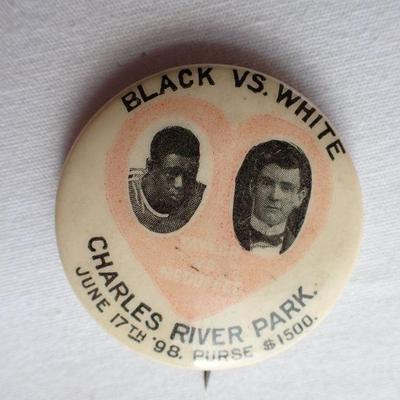 BLACK VS. WHITE
CHARLES RIVER PARK.
JUNE 17TH '98. PURSE $1500.